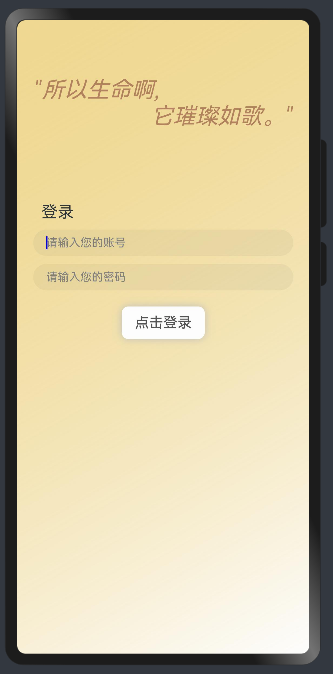 "所以生命啊,
它璀璨如歌。"
登录
请输入您的账号
请输入您的密码
点击登录